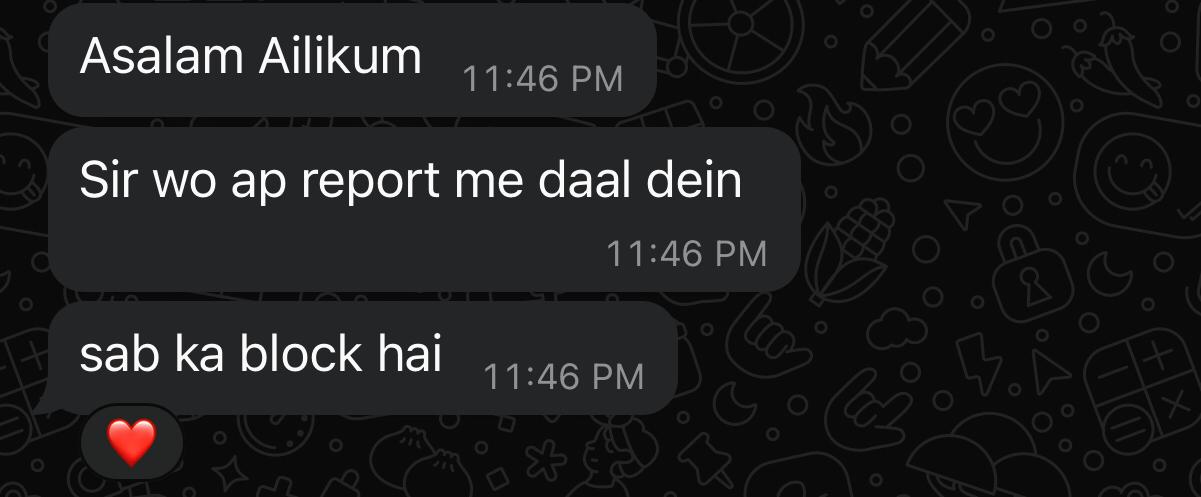 Asalam Ailikum
11:46 PM
Sir wo ap report me daal dein
11:46 PM
sab ka block hai
11:46 PM